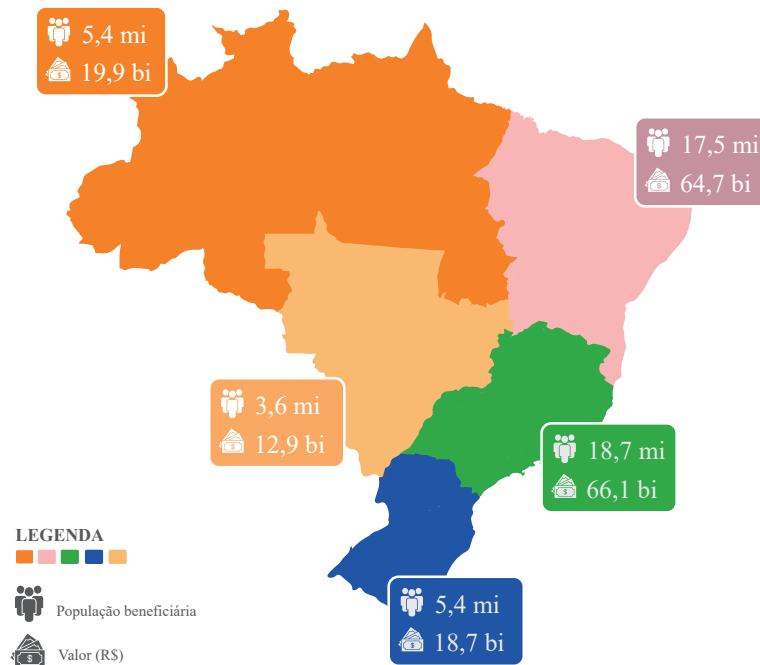 5,4 mi
19,9 bi
17,5 mi
64,7 bi
3,6 mi
12,9 bi
18,7 mi
66,1 bi
5,4 mi
18,7 bi
LEGENDA
População beneficiária
Valor (R$)